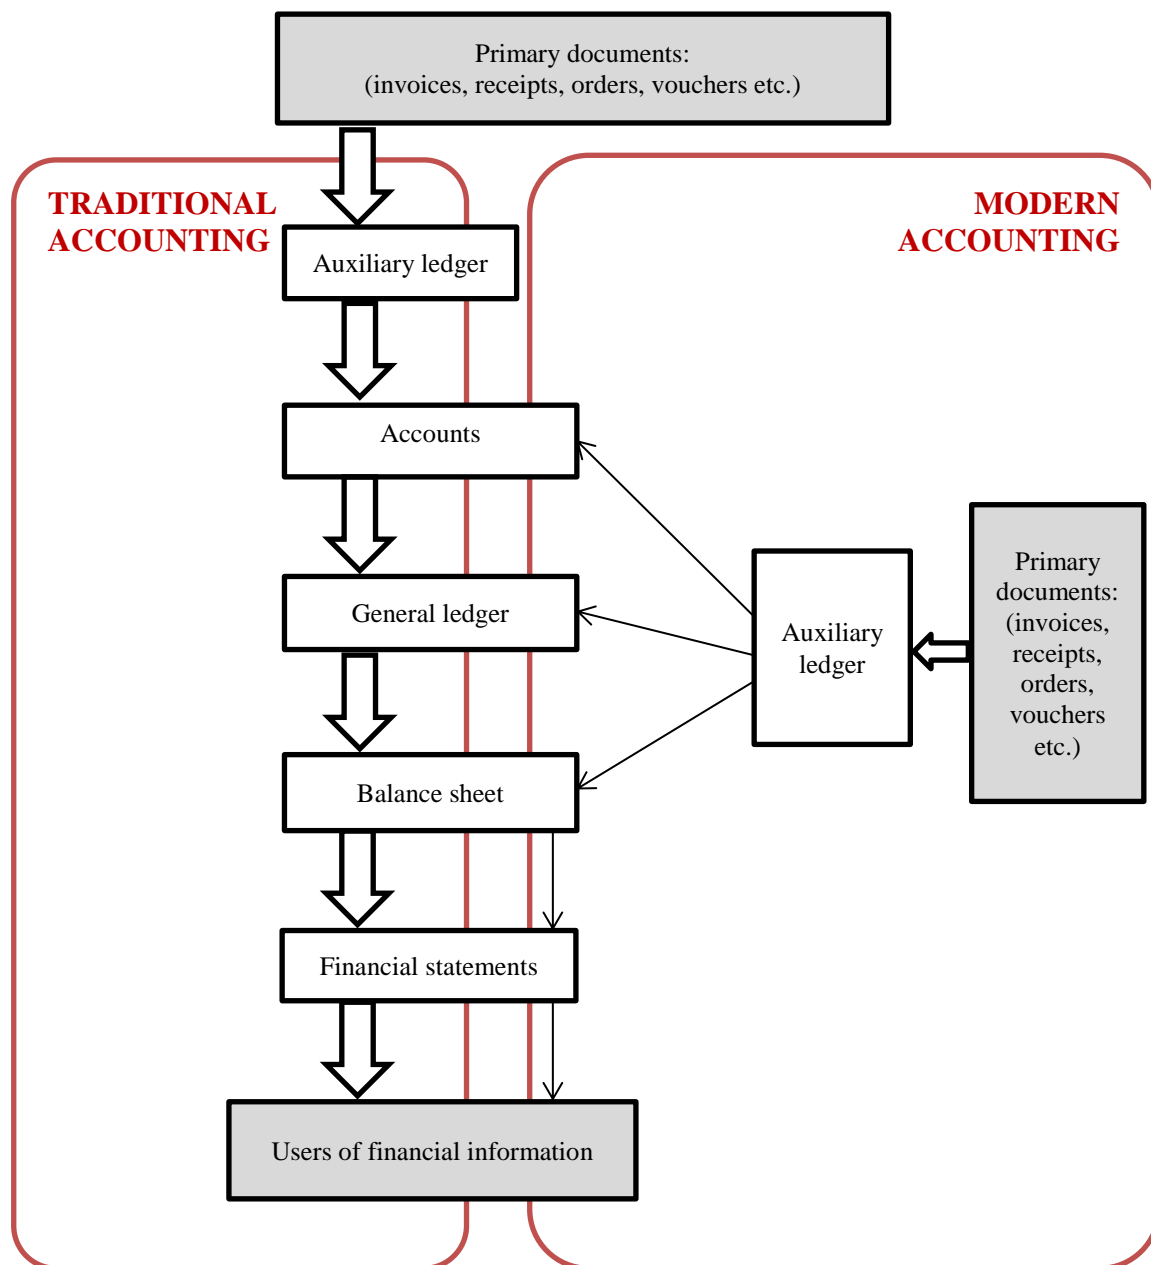 Primary documents:
(invoices, receipts, orders, vouchers etc.)
TRADITIONAL
ACCOUNTING
MODERN
ACCOUNTING
Auxiliary ledger
Accounts
General ledger
Balance sheet
Financial statements
Users of financial information
Auxiliary
ledger
Primary
documents:
(invoices,
receipts,
orders,
vouchers
etc.)